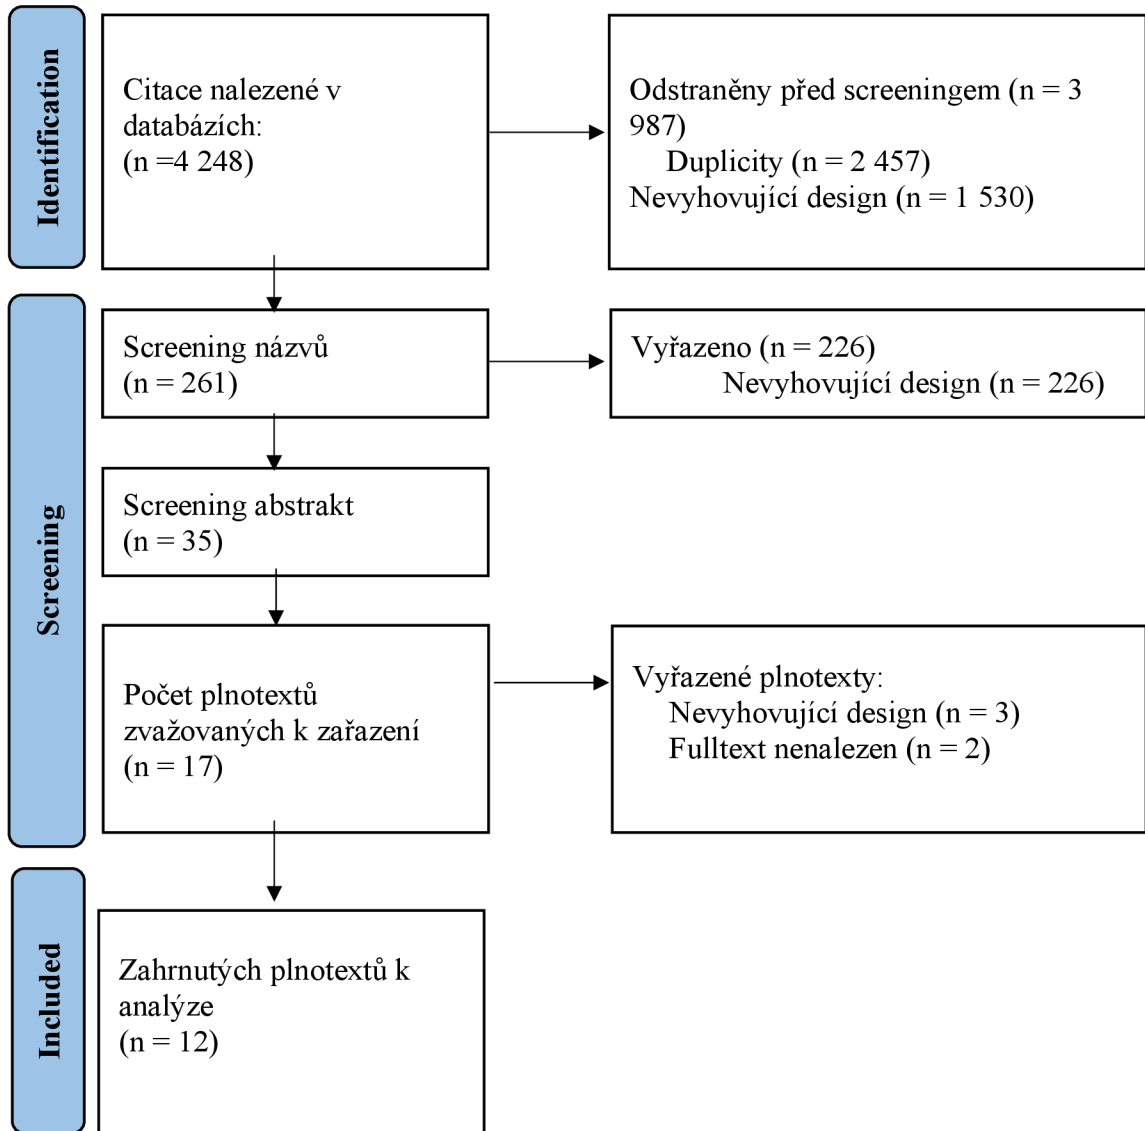 Identification
Citace nalezené v
databázích:
(n =4 248)
Odstraněny před screeningem (n = 3
987)
Duplicity (n = 2 457)
Nevyhovující design (n = 1 530)
Screening
Screening názvů
(n = 261)
Vyřazeno (n = 226)
Nevyhovující design (n = 226)
Screening abstrakt
(n = 35)
Počet plnotextů
zvažovaných k zařazení
(n = 17)
Vyřazené plnotexty:
Nevyhovující design (n = 3)
Fulltext nenalezen (n = 2)
Included
Zahrnutých plnotextů k
analýze
(n = 12)